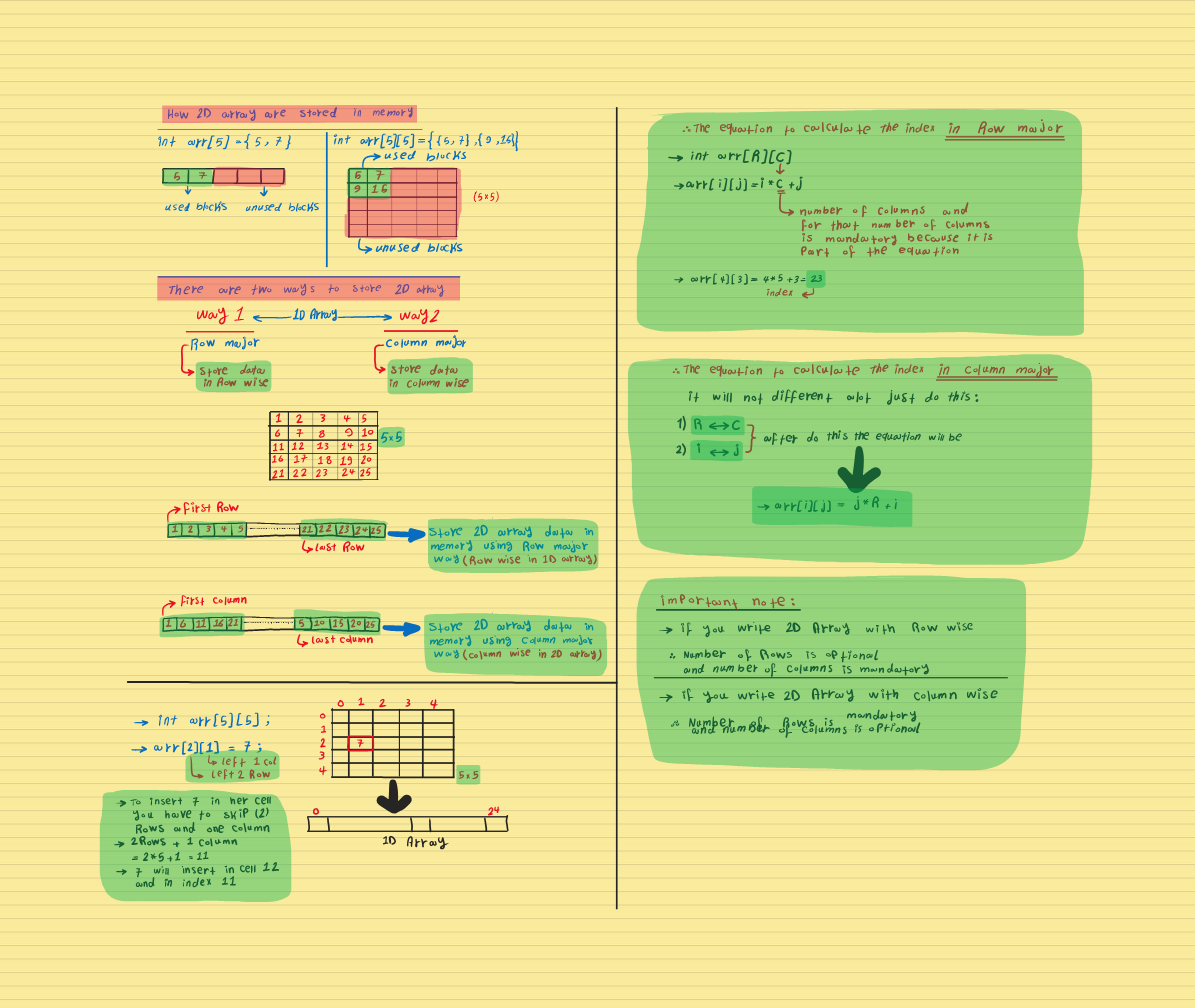 How 2D array are stored in memory
int arr[5] = { 5, 7 }
5 7
used blocks unused blocks
int arr[5][5] = { {5, 7} , {9, 16} }
used blocks
5 7
9 16
(5x5)
unused blocks
There are two ways to store 2D array
way 1 1D Array way2
Row major Column major
Store data
in Row wise
Store data
in column wise
1 2 3 4 5
6 7 8 9 10
11 12 13 14 15
16 17 18 19 20
21 22 23 24 25
5x5
First Row
1 2 3 4 5 21 22 23 24 25
Last Row
Store 2D array data in
memory using Row major
way (Row wise in 1D array)
First column
1 6 11 16 21 5 10 15 20 25
Last column
Store 2D array data in
memory using Column major
way (column wise in 2D array)
→ int arr[5][5] ;
→ arr[2][1] = 7 ;
left 1 col
left 2 Row
→ To insert 7 in her cell
you have to skip (2)
Rows and one column
→ 2Rows + 1 column
= 2*5+1 = 11
→ 7 will insert in cell 12
and in index 11
0 1 2 3 4
0
1
2 7
3
4
5x5
0 24
1D Array
∴ The equation to calculate the index in Row major
→ int arr[R][C]
→ arr[i][j] = i*C+j
number of columns and
for that number of columns
is mandatory because it is
Part of the equation
→ arr[4][3] = 4*5+3 = 23
index
∴ The equation to calculate the index in column major
it will not different alot just do this :
1) R ↔ C
2) i ↔ j
after do this the equation will be
→ arr[i][j] = j*R+i
important note :
→ if you write 2D Array with Row wise
∴ Number of Rows is optional
and number of columns is mandatory
→ if you write 2D Array with column wise
∴ Number of Rows is mandatory
and number of columns is optional